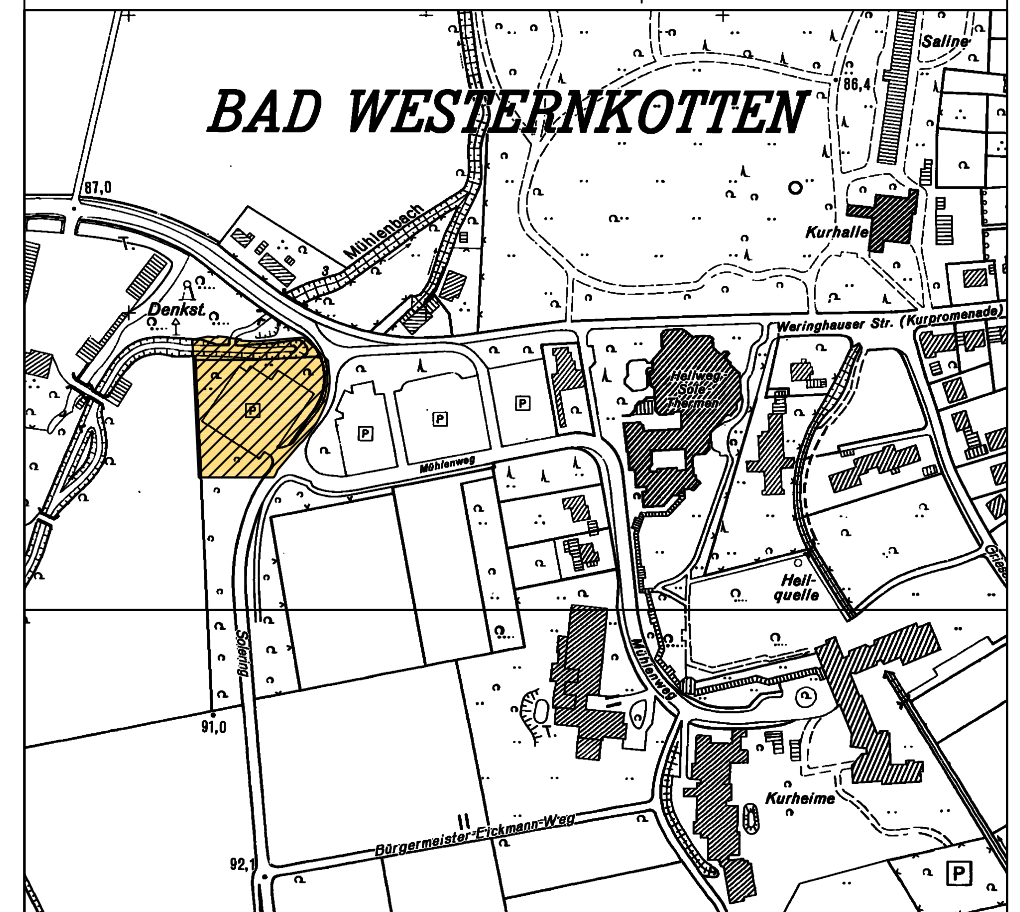 Saline
86,4
BAD WESTERNKOTTEN
87,0
Mühlenbach
Kurhalle
T.
3
Denkst.
Weringhauser Str. (Kurpromenade)
Hellweg-
Sole-
Thermen
P
P
P
P
Mühlenweg
Heil-
quelle
Solering
Mühlenweg
91,0
T.
Kurheime
Bürgermeister-Eickmann-Weg
92,1
P